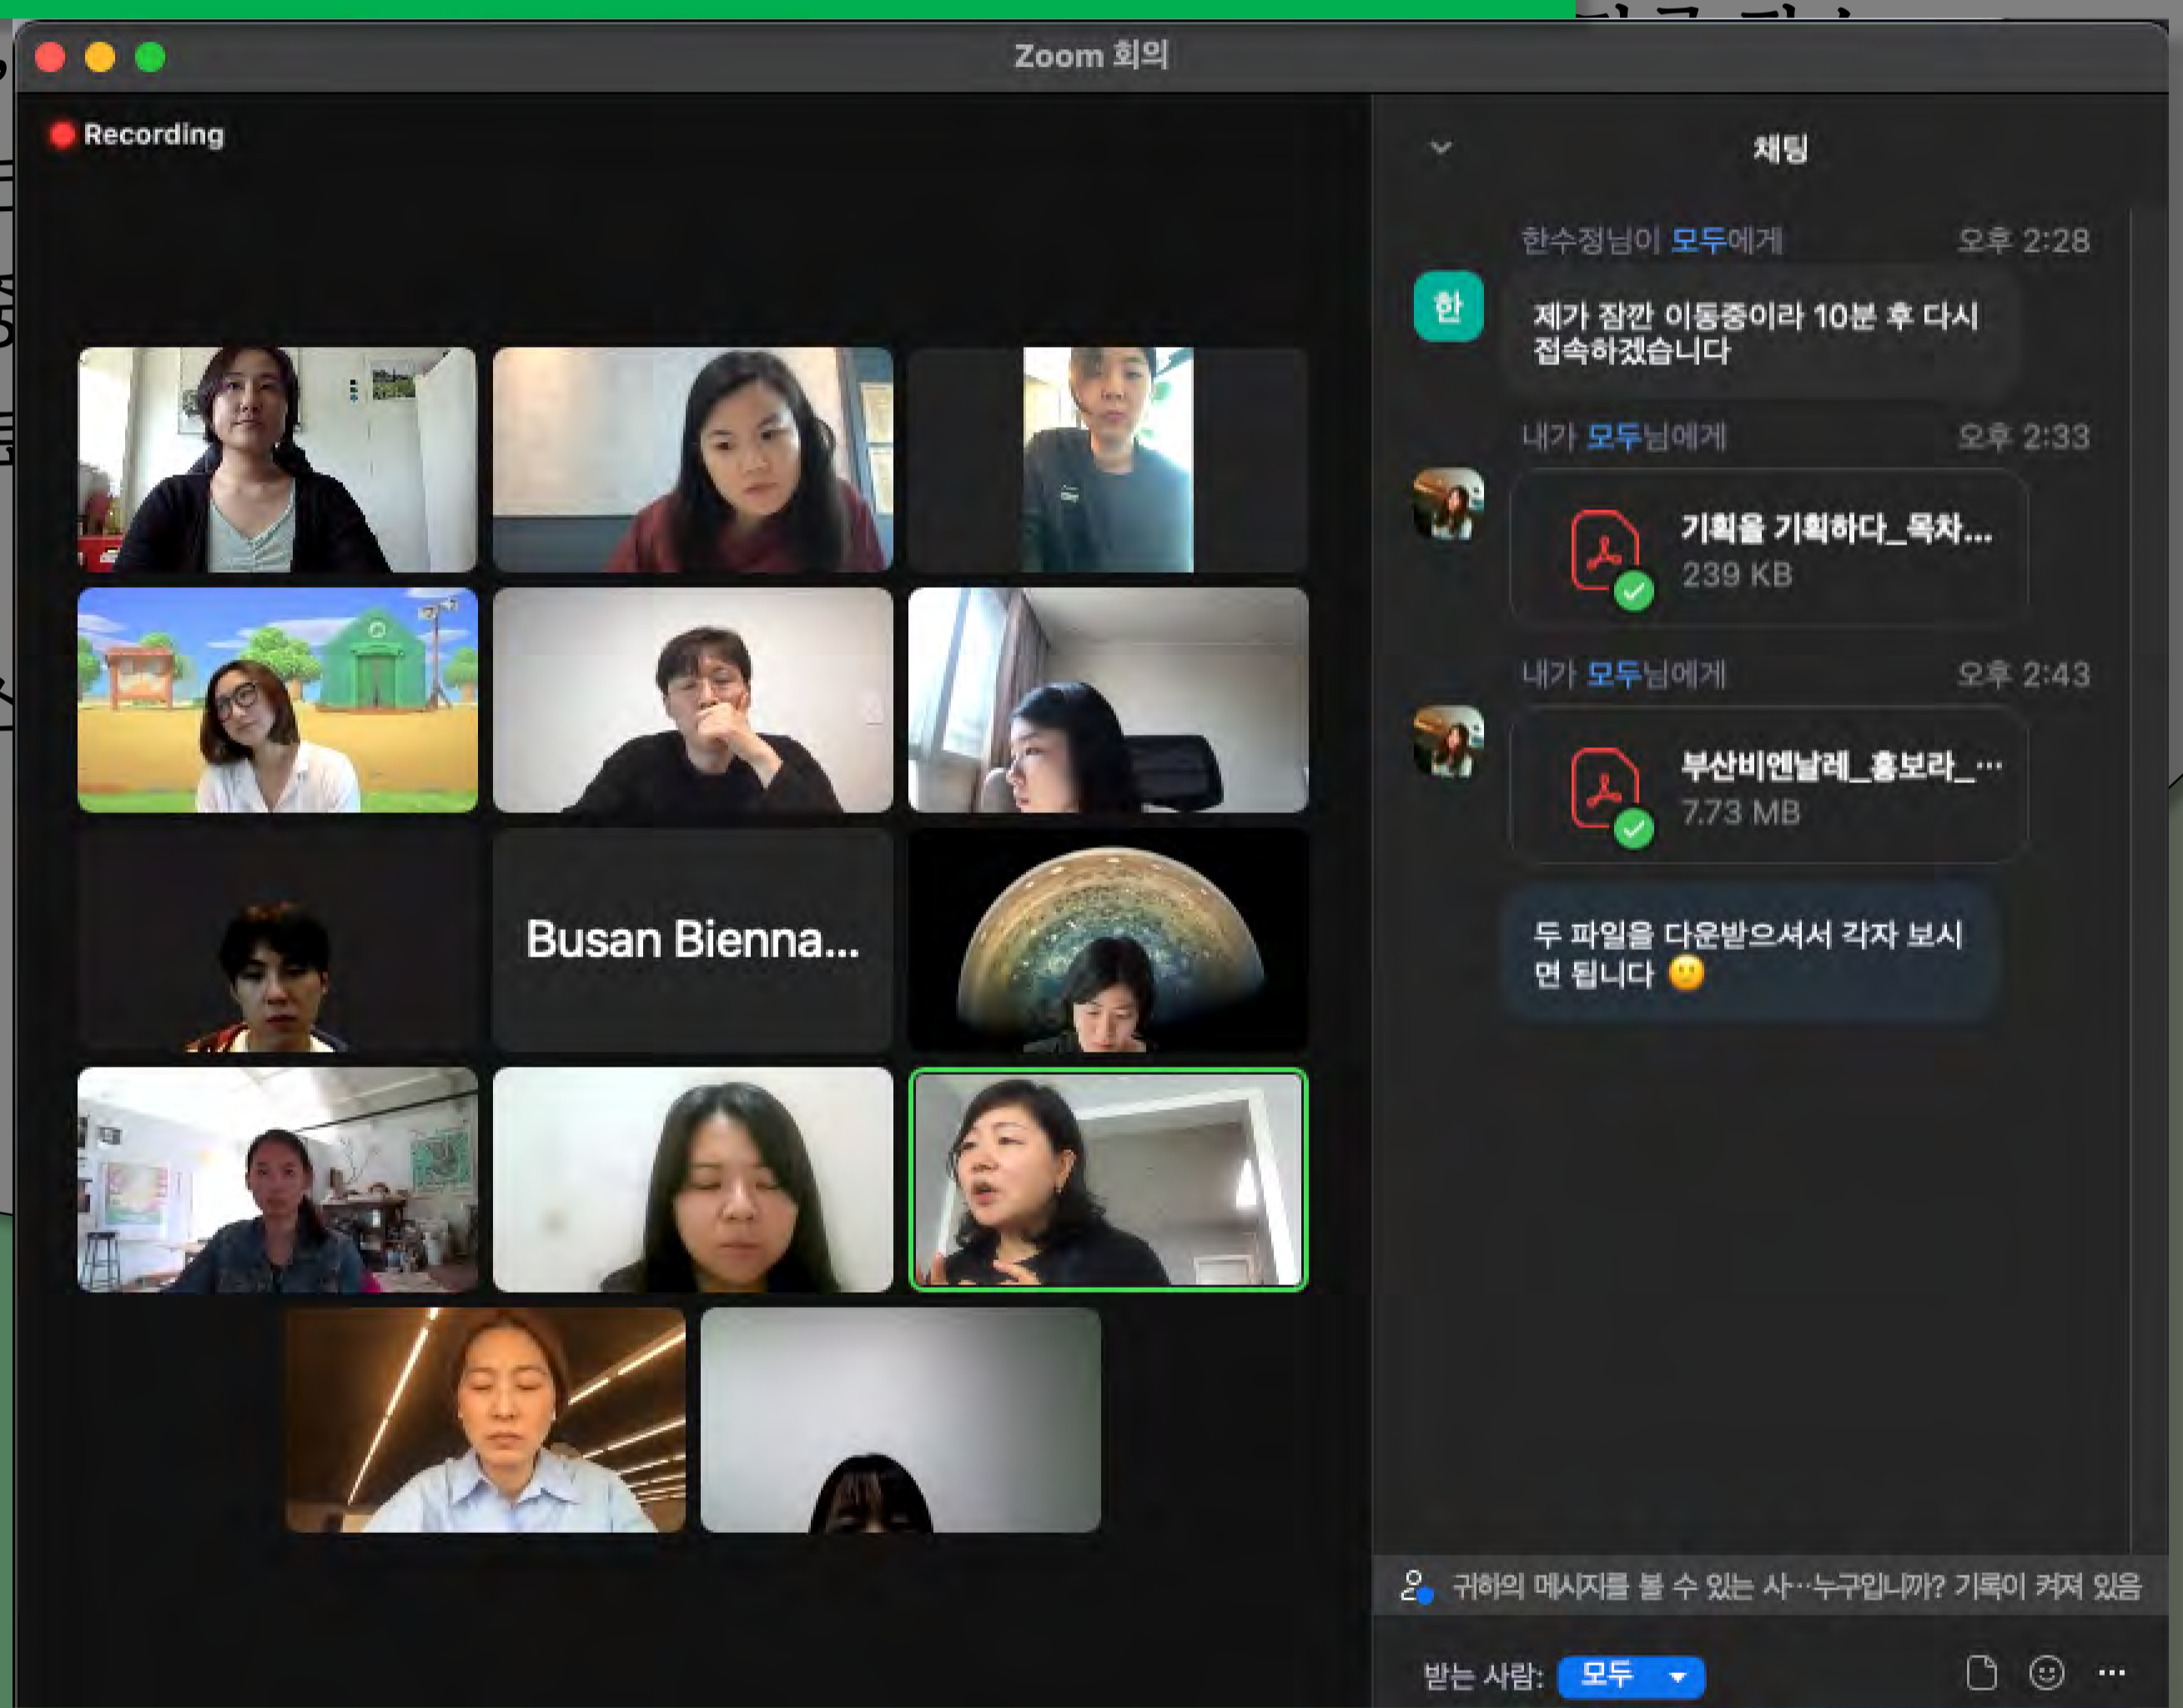 Zoom 회의
Recording
Busan Bienna...
채팅
한수정님이 모두에게 오후 2:28
한
제가 잠깐 이동중이라 10분 후 다시
접속하겠습니다
내가 모두님에게 오후 2:33
기획을 기획하다_목차...
239 KB
내가 모두님에게 오후 2:43
부산비엔날레_홍보라_...
7.73 MB
두 파일을 다운받으셔서 각자 보시
면 됩니다 🙂
귀하의 메시지를 볼 수 있는 사...누구입니까? 기록이 켜져 있음
받는 사람: 모두